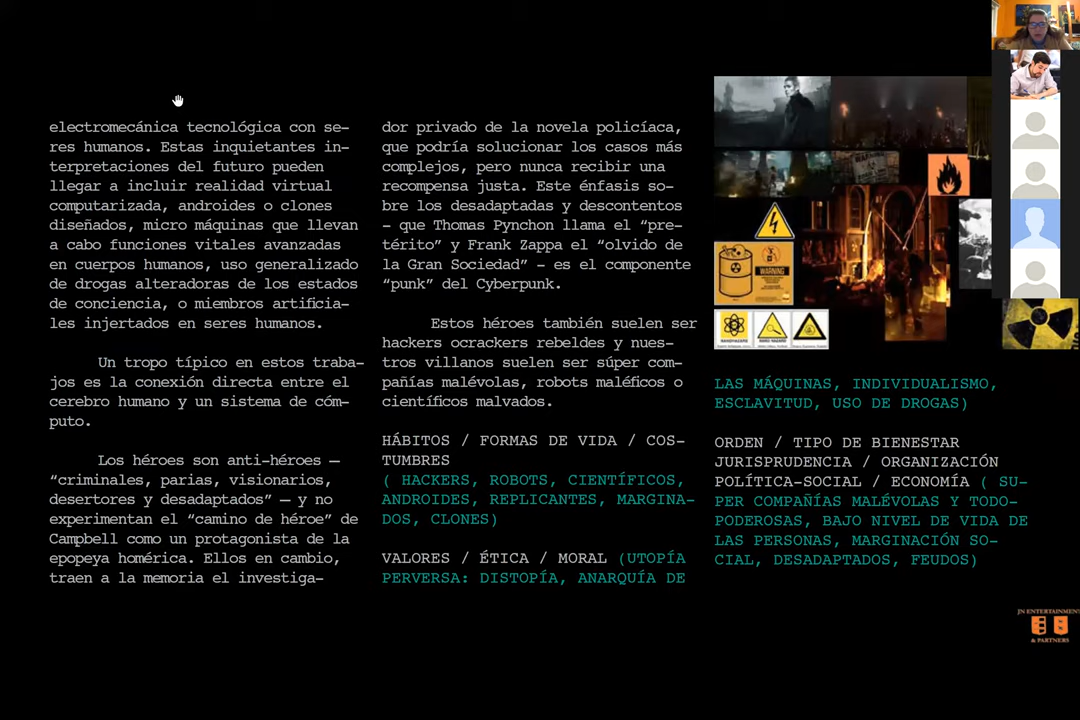 electromecánica tecnológica con se-
res humanos. Estas inquietantes in-
terpretaciones del futuro pueden
llegar a incluir realidad virtual
computarizada, androides o clones
diseñados, micro máquinas que llevan
a cabo funciones vitales avanzadas
en cuerpos humanos, uso generalizado
de drogas alteradoras de los estados
de conciencia, o miembros artificia-
les injertados en seres humanos.
Un tropo típico en estos traba-
jos es la conexión directa entre el
cerebro humano y un sistema de cóm-
puto.
Los héroes son anti-héroes —
“criminales, parias, visionarios,
desertores y desadaptados” — y no
experimentan el “camino de héroe” de
Campbell como un protagonista de la
epopeya homérica. Ellos en cambio,
traen a la memoria el investiga-
dor privado de la novela policíaca,
que podría solucionar los casos más
complejos, pero nunca recibir una
recompensa justa. Este énfasis so-
bre los desadaptadas y descontentos
- que Thomas Pynchon llama el “pre-
térito” y Frank Zappa el “olvido de
la Gran Sociedad” - es el componente
“punk” del Cyberpunk.
Estos héroes también suelen ser
hackers ocrackers rebeldes y nues-
tros villanos suelen ser súper com-
pañías malévolas, robots maléficos o
científicos malvados.
HÁBITOS / FORMAS DE VIDA / COS-
TUMBRES
( HACKERS, ROBOTS, CIENTÍFICOS,
ANDROIDES, REPLICANTES, MARGINA-
DOS, CLONES)
VALORES / ÉTICA / MORAL (UTOPÍA
PERVERSA: DISTOPÍA, ANARQUÍA DE
WARNING
LAS MÁQUINAS, INDIVIDUALISMO,
ESCLAVITUD, USO DE DROGAS)
ORDEN / TIPO DE BIENESTAR
JURISPRUDENCIA / ORGANIZACIÓN
POLÍTICA-SOCIAL / ECONOMÍA ( SU-
PER COMPAÑÍAS MALÉVOLAS Y TODO-
PODEROSAS, BAJO NIVEL DE VIDA DE
LAS PERSONAS, MARGINACIÓN SO-
CIAL, DESADAPTADOS, FEUDOS)
JN ENTERTAINMENT
& PARTNERS